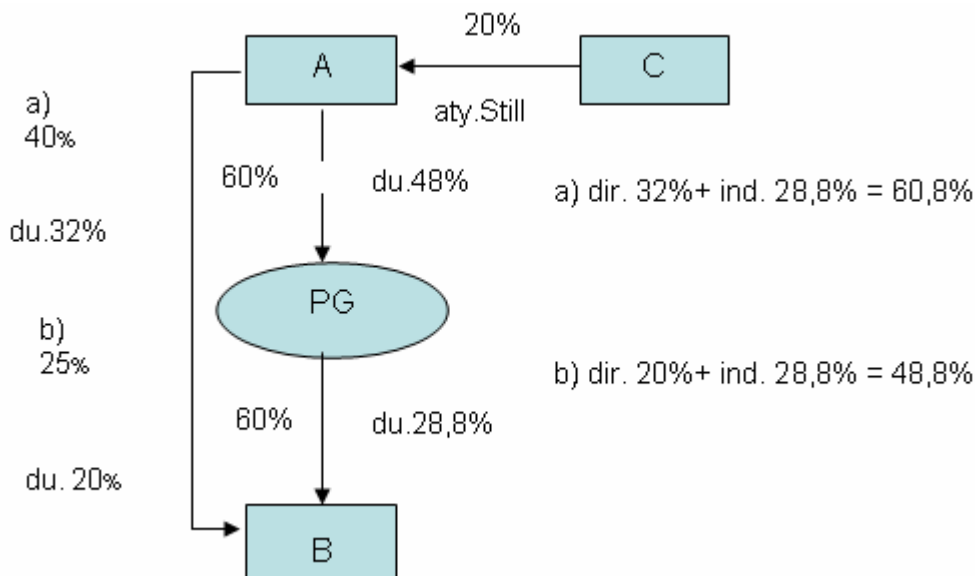 20%
A
C
aty.Still
a)
40%
60%
du.48%
a) dir. 32%+ ind. 28,8% = 60,8%
du.32%
PG
b)
25%
b) dir. 20%+ ind. 28,8% = 48,8%
60%
du.28,8%
du. 20%
B